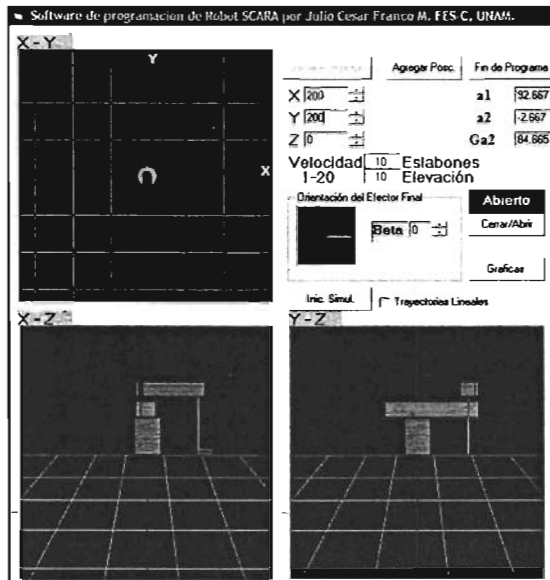 Software de programacion de Robot SCARA por Julio Cesar Franco M. FES-C, UNAM.
X-Y
Y
X
Agregar Posc.
Fin de Programa
X 200
a1 92.667
Y 200
a2 -2.667
Z 0
Ga2 84.665
Velocidad 10 Eslabones
1-20 10 Elevación
Orientación del Efector Final
Beta 0
Abierto
Cerrar/Abrir
Graficas
Inic. Simul.
Trayectorias Lineales
X-Z
Y-Z